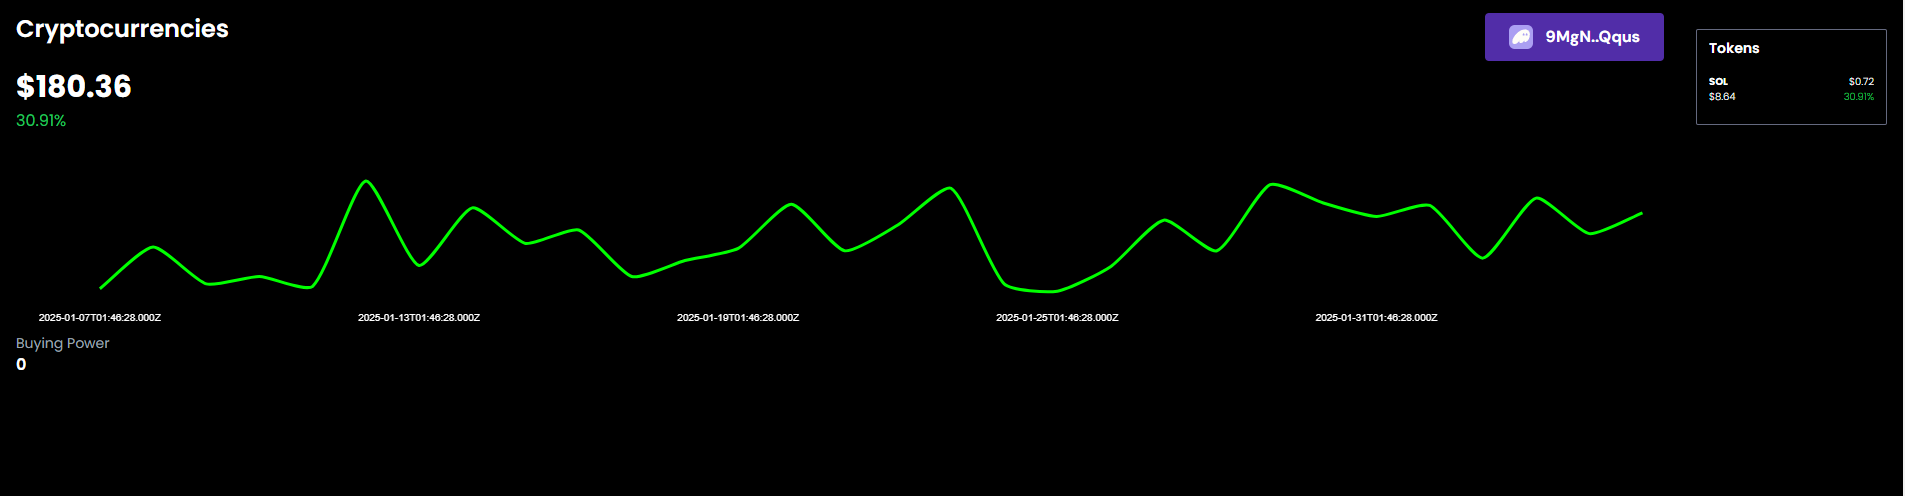 Cryptocurrencies
9MgN..Qqus
Tokens
$180.36
SOL $0.72
$8.64 30.91%
30.91%
2025-01-07T01:46:28.000Z 2025-01-13T01:46:28.000Z 2025-01-19T01:46:28.000Z 2025-01-25T01:46:28.000Z 2025-01-31T01:46:28.000Z
Buying Power
0